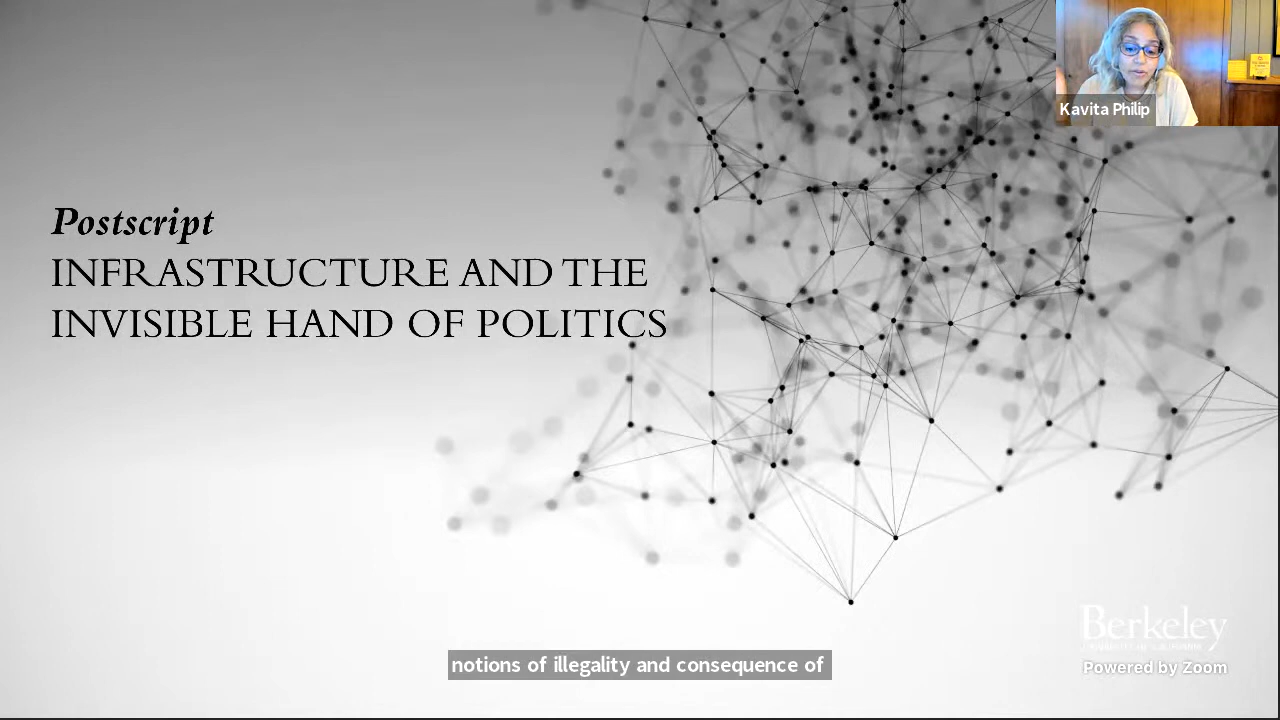 Kavita Philip
Postscript
INFRASTRUCTURE AND THE
INVISIBLE HAND OF POLITICS
Berkeley
Powered by Zoom
notions of illegality and consequence of